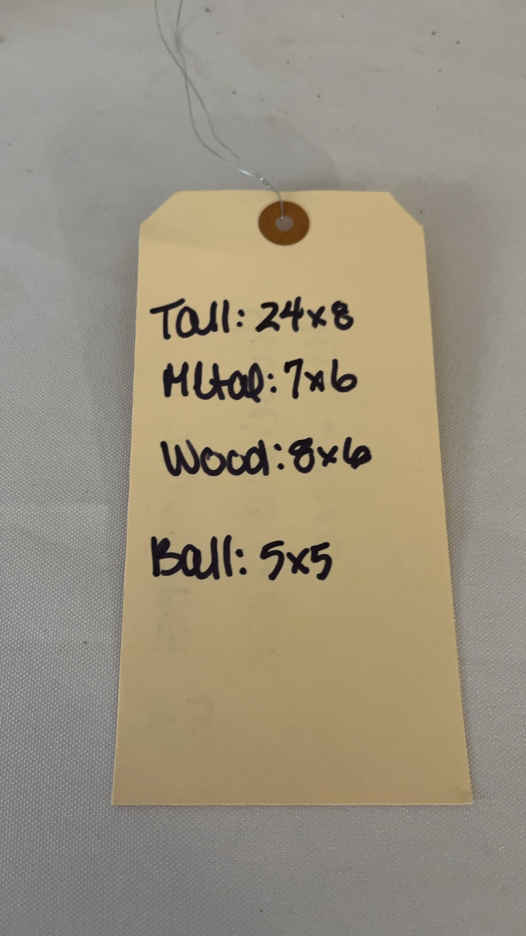 Tall: 24x8
Metal: 7x6
Wood: 8x6
Ball: 5x5